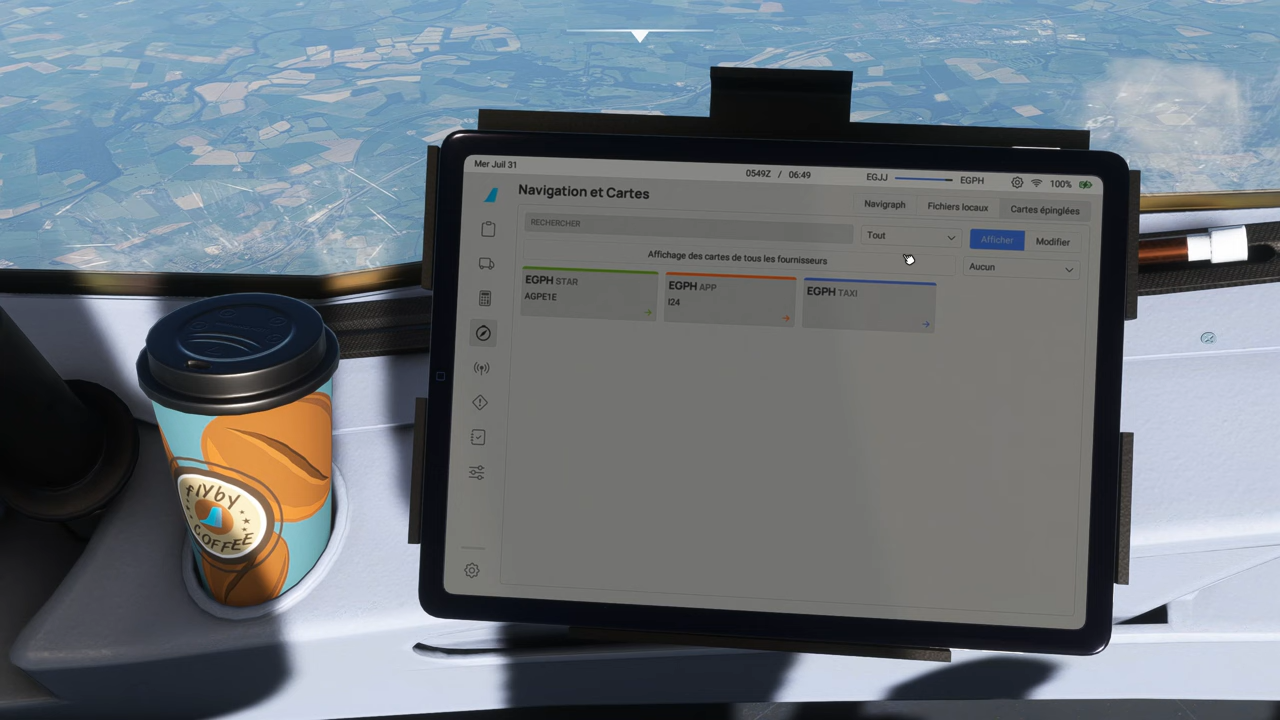 Mer Juil 31
0549Z / 06:49
EGJJ
EGPH
100%
Navigation et Cartes
Navigraph
Fichiers locaux
Cartes épinglées
RECHERCHER
Tout
Afficher
Modifier
Affichage des cartes de tous les fournisseurs
Aucun
EGPH STAR
AGPE1E
EGPH APP
I24
EGPH TAXI
flyby
COFFEE